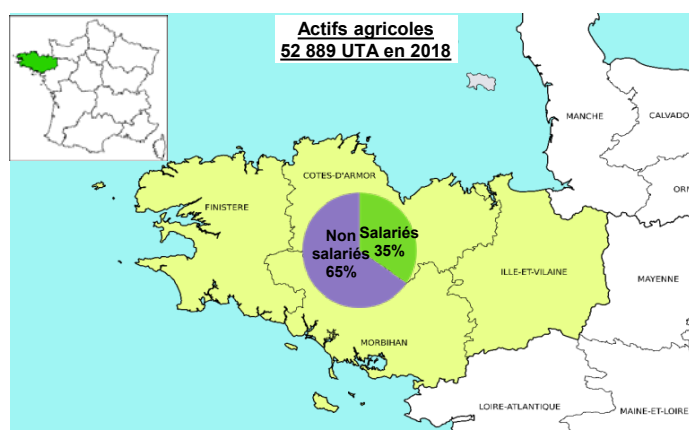 Actifs agricoles
52 889 UTA en 2018
MANCHE
CALVADO
ORN
COTES-D'ARMOR
FINISTERE
Non
salariés
65%
Salariés
35%
ILLE-ET-VILAINE
MAYENNE
MORBIHAN
LOIRE-ATLANTIQUE
MAINE-ET-LOIRE